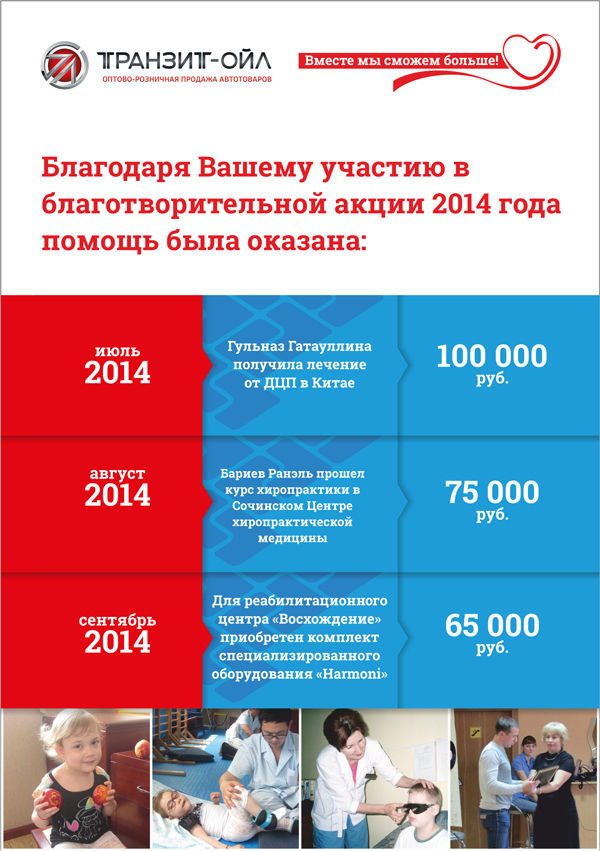 ТРАНЗИТ-ОЙЛ
ОПТОВО-РОЗНИЧНАЯ ПРОДАЖА АВТОТОВАРОВ
Вместе мы сможем больше!
Благодаря Вашему участию в
благотворительной акции 2014 года
помощь была оказана:
июль
2014
Гульназ Гатауллина
получила лечение
от ДЦП в Китае
100 000
руб.
август
2014
Бариев Ранэль прошел
курс хиропрактики в
Сочинском Центре
хиропрактической
медицины
75 000
руб.
сентябрь
2014
Для реабилитационного
центра «Восхождение»
приобретен комплект
специализированного
оборудования «Harmoni»
65 000
руб.